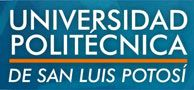 UNIVERSIDAD
POLITÉCNICA
DE SAN LUIS POTOSÍ